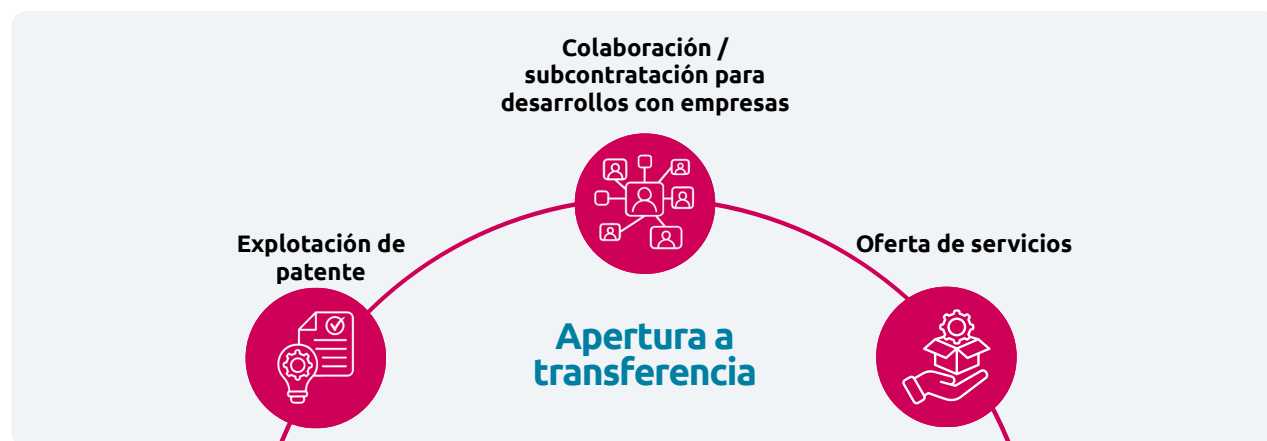 Colaboración /
subcontratación para
desarrollos con empresas
Explotación de
patente
Oferta de servicios
Apertura a
transferencia